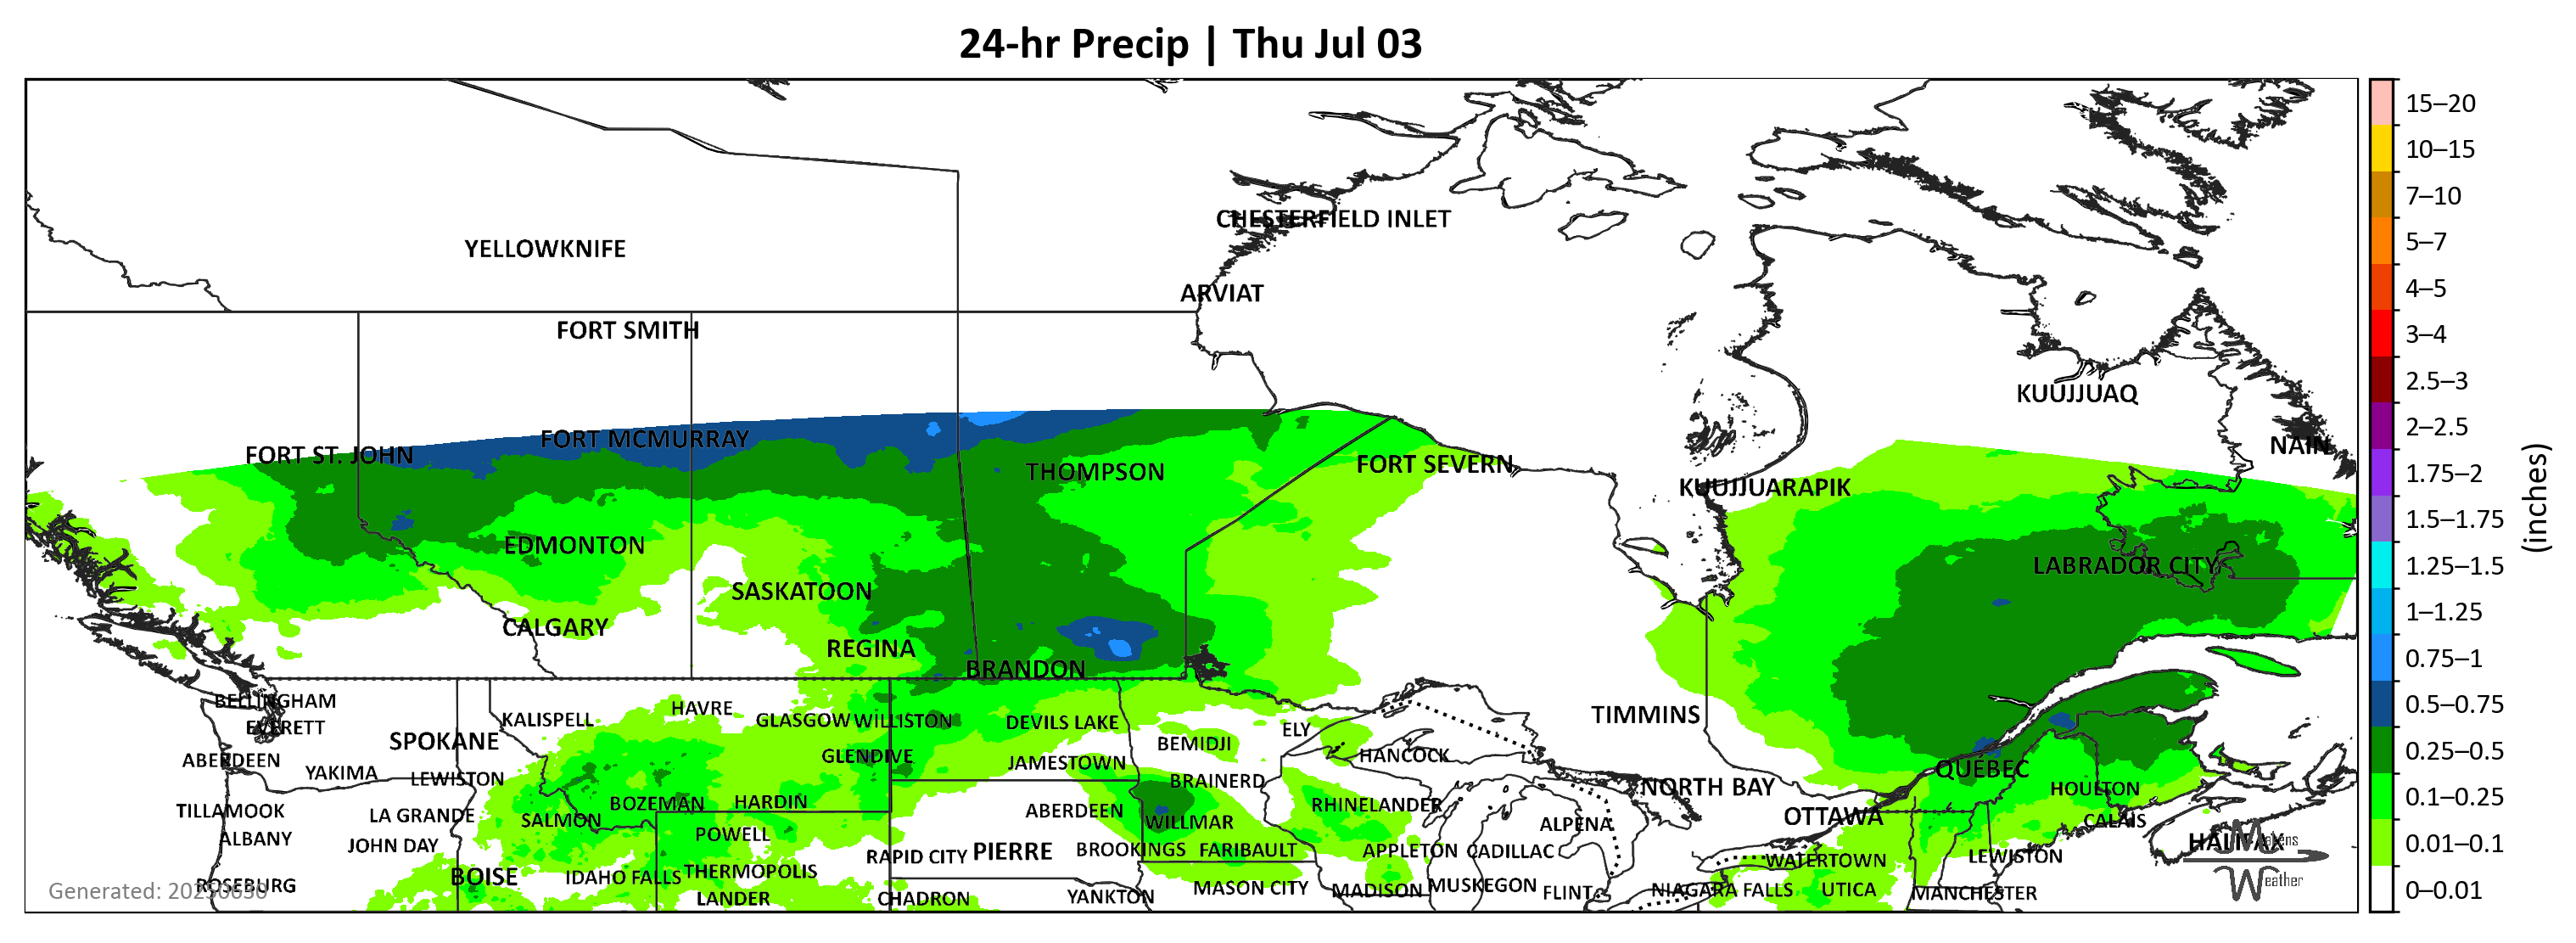 24-hr Precip | Thu Jul 03
CHESTERFIELD INLET
YELLOWKNIFE
ARVIAT
FORT SMITH
KUUJJUAQ
FORT MCMURRAY
NAIN
FORT ST. JOHN
THOMPSON
FORT SEVERN
KUUJJUARAPIK
EDMONTON
LABRADOR CITY
SASKATOON
CALGARY
REGINA
BRANDON
BELLINGHAM
KALISPELL
HAVRE
GLASGOW WILLISTON
DEVILS LAKE
TIMMINS
EVERETT
ELY
SPOKANE
BEMIDJI
ABERDEEN
GLENDIVE
JAMESTOWN
HANCOCK
QUÉBEC
YAKIMA
LEWISTON
BRAINERD
NORTH BAY
HOULTON
TILLAMOOK
LA GRANDE
SALMON
BOZEMAN
HARDIN
ABERDEEN
WILLMAR
RHINELANDER
ALPENA
OTTAWA
CALAIS
ALBANY
JOHN DAY
POWELL
RAPID CITY
PIERRE
BROOKINGS
FARIBAULT
APPLETON
CADILLAC
WATERTOWN
LEWISTON
HALIFAX
ROSEBURG
BOISE
IDAHO FALLS
THERMOPOLIS
LANDER
CHADRON
YANKTON
MASON CITY
MADISON
MUSKEGON
FLINT
NIAGARA FALLS
UTICA
MANCHESTER
Generated: 20250630
Matens
Weather
15–20
10–15
7–10
5–7
4–5
3–4
2.5–3
2–2.5
1.75–2
1.5–1.75
1.25–1.5
1–1.25
0.75–1
0.5–0.75
0.25–0.5
0.1–0.25
0.01–0.1
0–0.01
(inches)